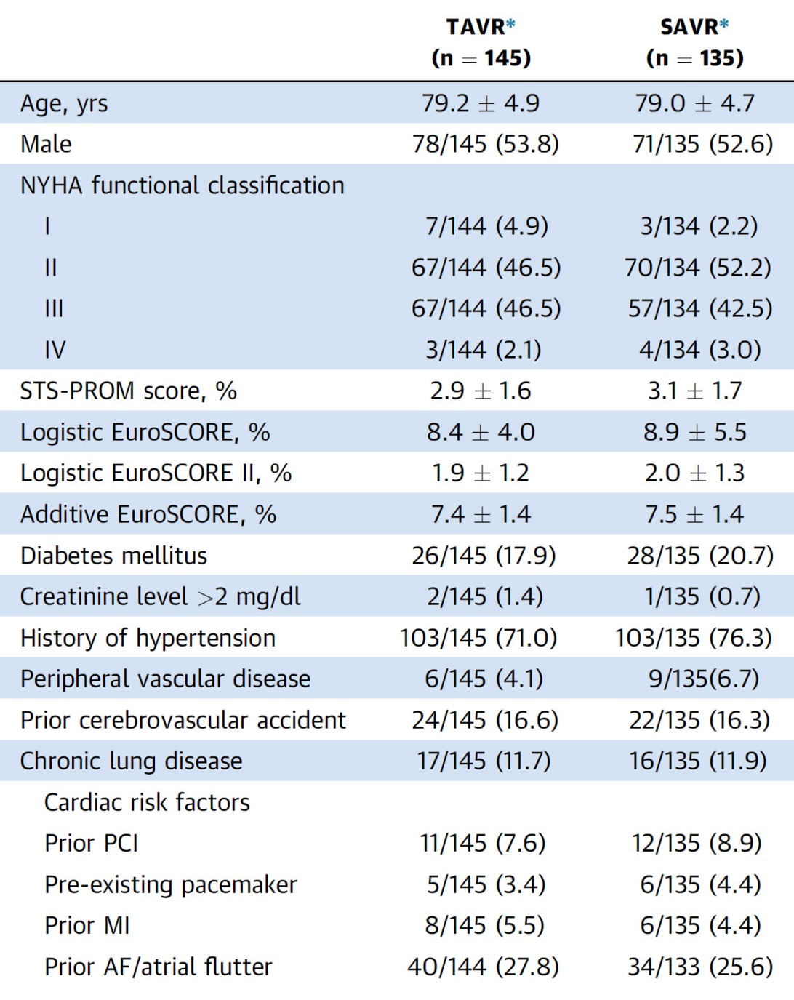 TAVR* SAVR*
(n = 145) (n = 135)
Age, yrs 79.2 ± 4.9 79.0 ± 4.7
Male 78/145 (53.8) 71/135 (52.6)
NYHA functional classification
I 7/144 (4.9) 3/134 (2.2)
II 67/144 (46.5) 70/134 (52.2)
III 67/144 (46.5) 57/134 (42.5)
IV 3/144 (2.1) 4/134 (3.0)
STS-PROM score, % 2.9 ± 1.6 3.1 ± 1.7
Logistic EuroSCORE, % 8.4 ± 4.0 8.9 ± 5.5
Logistic EuroSCORE II, % 1.9 ± 1.2 2.0 ± 1.3
Additive EuroSCORE, % 7.4 ± 1.4 7.5 ± 1.4
Diabetes mellitus 26/145 (17.9) 28/135 (20.7)
Creatinine level >2 mg/dl 2/145 (1.4) 1/135 (0.7)
History of hypertension 103/145 (71.0) 103/135 (76.3)
Peripheral vascular disease 6/145 (4.1) 9/135(6.7)
Prior cerebrovascular accident 24/145 (16.6) 22/135 (16.3)
Chronic lung disease 17/145 (11.7) 16/135 (11.9)
Cardiac risk factors
Prior PCI 11/145 (7.6) 12/135 (8.9)
Pre-existing pacemaker 5/145 (3.4) 6/135 (4.4)
Prior MI 8/145 (5.5) 6/135 (4.4)
Prior AF/atrial flutter 40/144 (27.8) 34/133 (25.6)